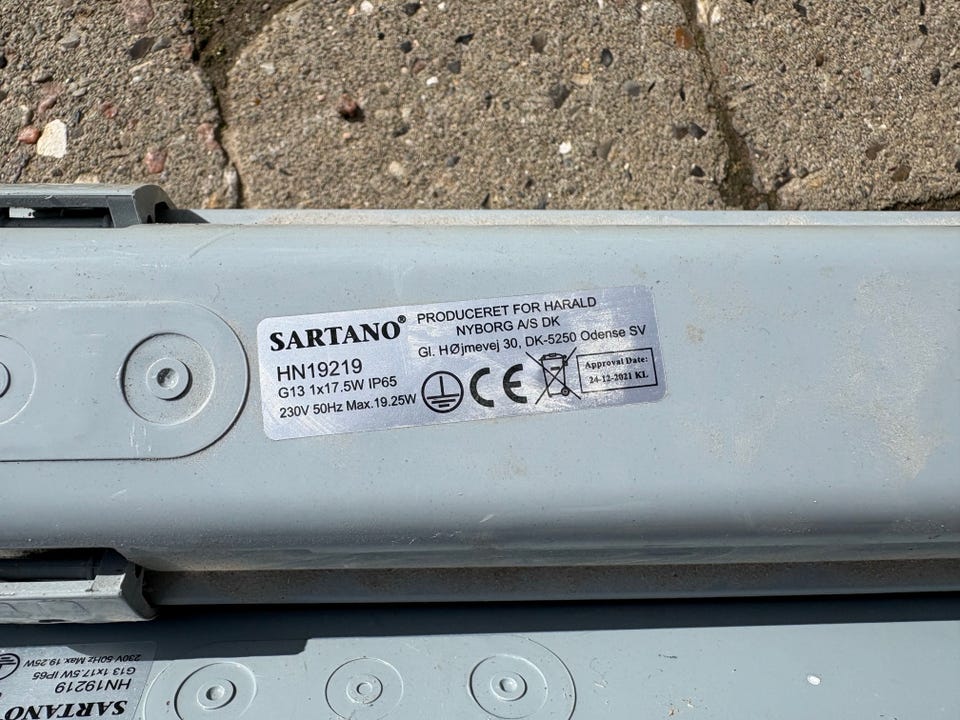 SARTANO®
HN19219
G13 1x17.5W IP65
230V 50Hz Max.19.25W
PRODUCERET FOR HARALD
NYBORG A/S DK
Gl. HØjmevej 30, DK-5250 Odense SV
CE
Approval Date:
24-12-2021 KL
SARTANO
HN19219
G13 1x17.5W IP65
230V 50Hz Max.19.25W